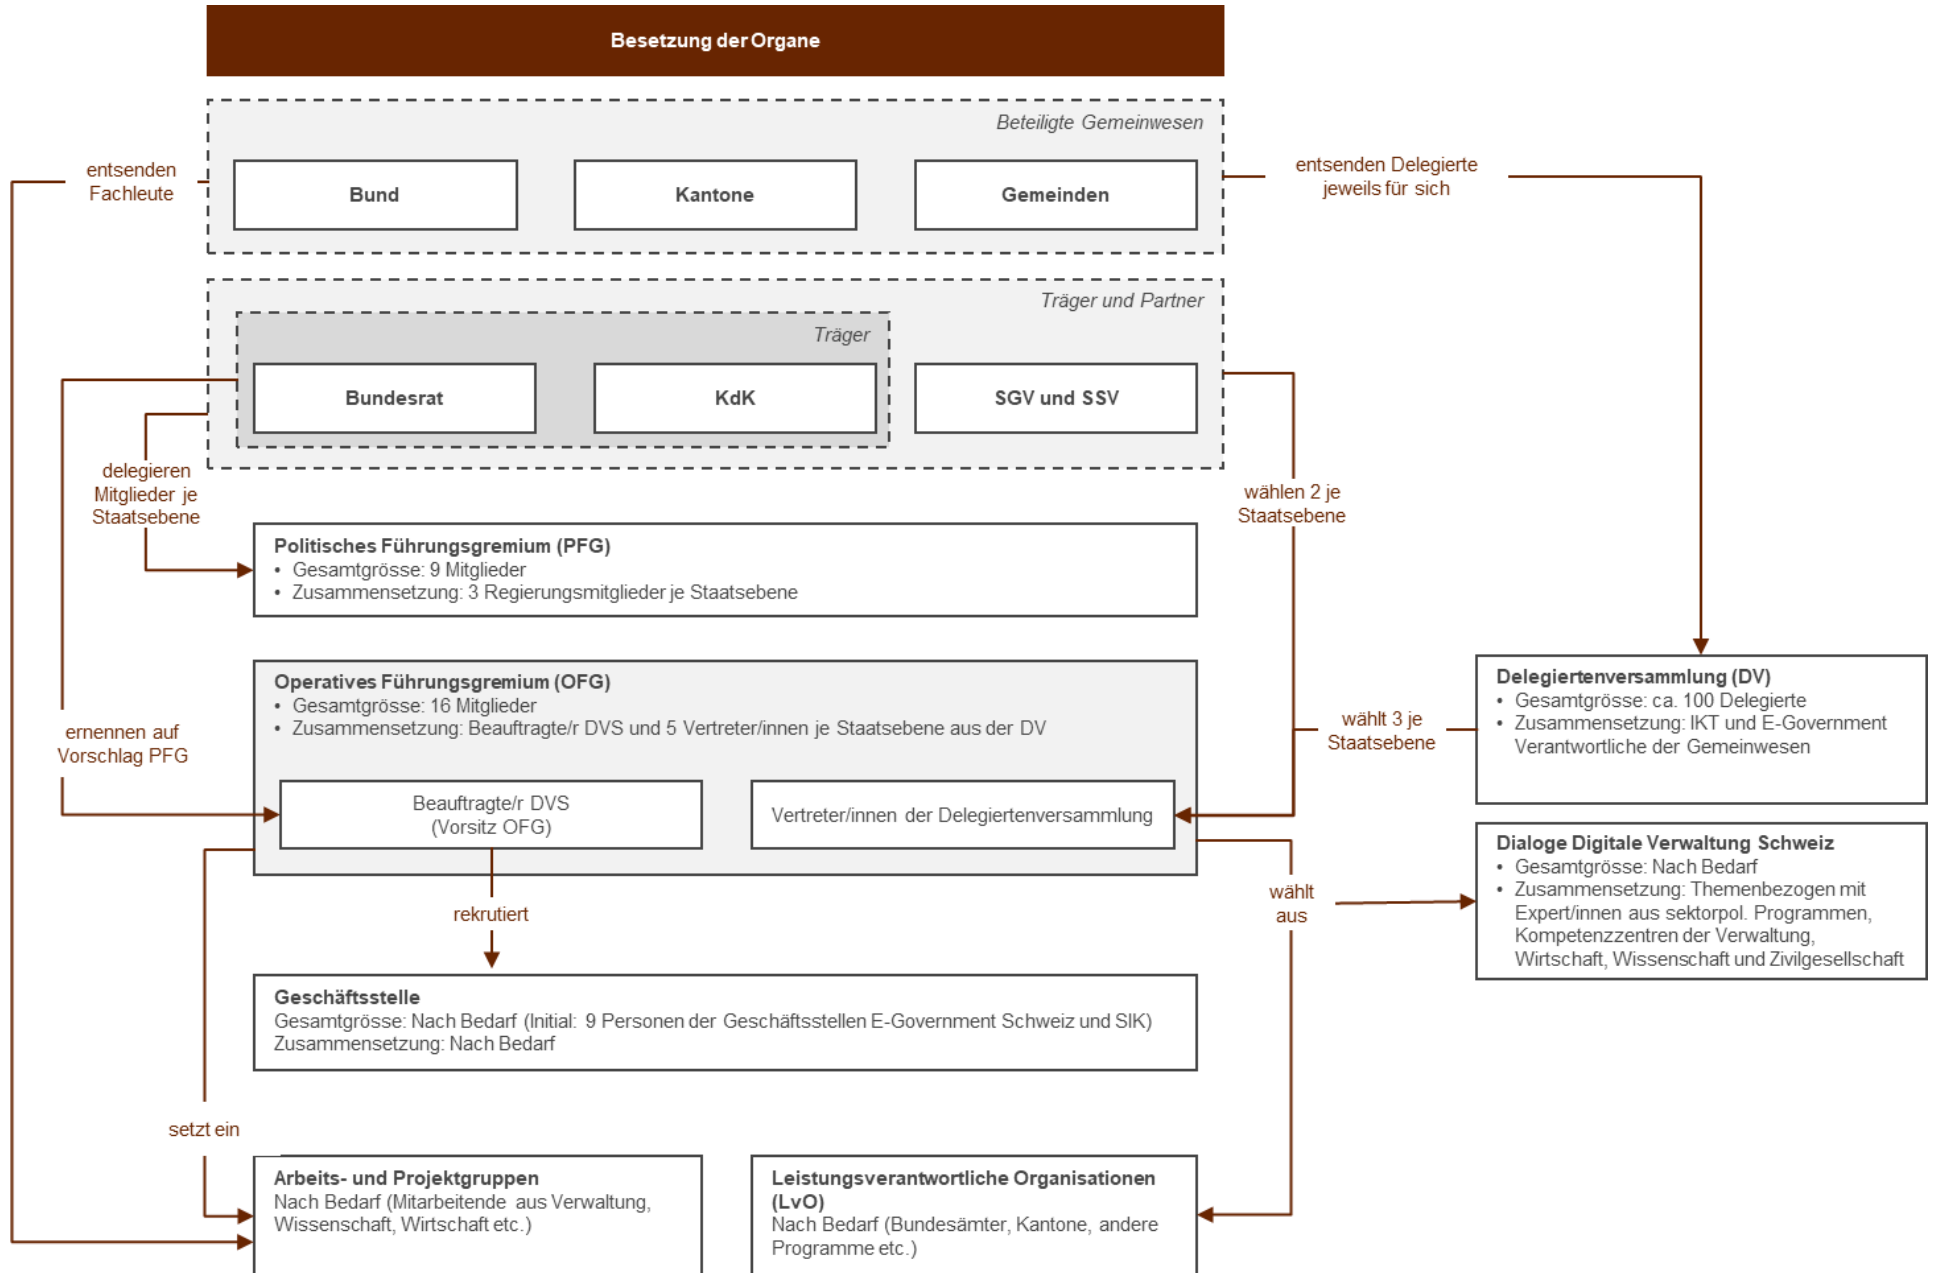 Besetzung der Organe
Beteiligte Gemeinwesen
entsenden
Fachleute
Bund
Kantone
Gemeinden
entsenden Delegierte
jeweils für sich
Träger und Partner
Träger
Bundesrat
KdK
SGV und SSV
delegieren
Mitglieder je
Staatsebene
wählen 2 je
Staatsebene
Politisches Führungsgremium (PFG)
• Gesamtgrösse: 9 Mitglieder
• Zusammensetzung: 3 Regierungsmitglieder je Staatsebene
Operatives Führungsgremium (OFG)
• Gesamtgrösse: 16 Mitglieder
• Zusammensetzung: Beauftragte/r DVS und 5 Vertreter/innen je Staatsebene aus der DV
ernennen auf
Vorschlag PFG
Beauftragte/r DVS
(Vorsitz OFG)
Vertreter/innen der Delegiertenversammlung
wählt 3 je
Staatsebene
Delegiertenversammlung (DV)
• Gesamtgrösse: ca. 100 Delegierte
• Zusammensetzung: IKT und E-Government
Verantwortliche der Gemeinwesen
Dialoge Digitale Verwaltung Schweiz
• Gesamtgrösse: Nach Bedarf
• Zusammensetzung: Themenbezogen mit
Expert/innen aus sektorpol. Programmen,
Kompetenzzentren der Verwaltung,
Wirtschaft, Wissenschaft und Zivilgesellschaft
wählt
aus
rekrutiert
Geschäftsstelle
Gesamtgrösse: Nach Bedarf (Initial: 9 Personen der Geschäftsstellen E-Government Schweiz und SIK)
Zusammensetzung: Nach Bedarf
setzt ein
Arbeits- und Projektgruppen
Nach Bedarf (Mitarbeitende aus Verwaltung,
Wissenschaft, Wirtschaft etc.)
Leistungsverantwortliche Organisationen
(LvO)
Nach Bedarf (Bundesämter, Kantone, andere
Programme etc.)